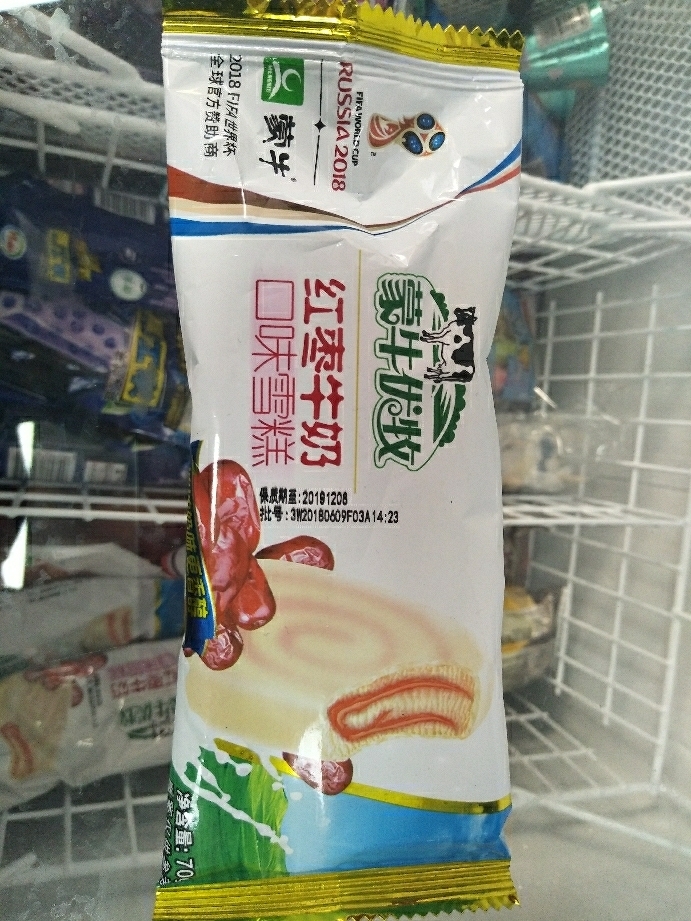 FIFA WORLD CUP
RUSSIA 2018
蒙牛
2018 FIFA世界杯
全球官方赞助商
蒙牛优牧
红枣牛奶
口味雪糕
保质期至:20191208
批号:3W20180609F03A14:23
净含量:70